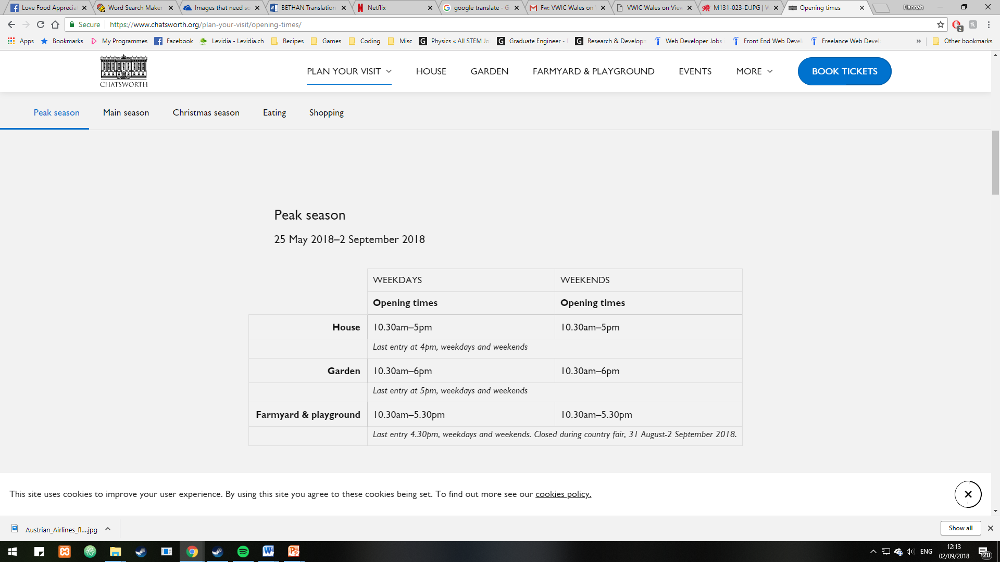 Love Food Apprecia
Word Search Maker
Images that need so
BETHAN Translation
Netflix
google translate - G
Fw: VWIC Wales on
VWIC Wales on View
M131-023-D.JPG | W
Opening times
Hannah
Secure
https://www.chatsworth.org/plan-your-visit/opening-times/
2
Apps
Bookmarks
My Programmes
Facebook
Levidia - Levidia.ch
Recipes
Games
Coding
Misc
Physics « All STEM Jo
Graduate Engineer -
Research & Developm
Web Developer Jobs
Front End Web Devel
Freelance Web Devel
»
Other bookmarks
CHATSWORTH
PLAN YOUR VISIT
HOUSE
GARDEN
FARMYARD & PLAYGROUND
EVENTS
MORE
BOOK TICKETS
Peak season
Main season
Christmas season
Eating
Shopping
Peak season
25 May 2018–2 September 2018
WEEKDAYS
WEEKENDS
Opening times
Opening times
House
10.30am–5pm
10.30am–5pm
Last entry at 4pm, weekdays and weekends
Garden
10.30am–6pm
10.30am–6pm
Last entry at 5pm, weekdays and weekends
Farmyard & playground
10.30am–5.30pm
10.30am–5.30pm
Last entry 4.30pm, weekdays and weekends. Closed during country fair, 31 August-2 September 2018.
This site uses cookies to improve your user experience. By using this site you agree to these cookies being set. To find out more see our cookies policy.
Austrian_Airlines_fl....jpg
Show all
ENG
12:13
02/09/2018
20